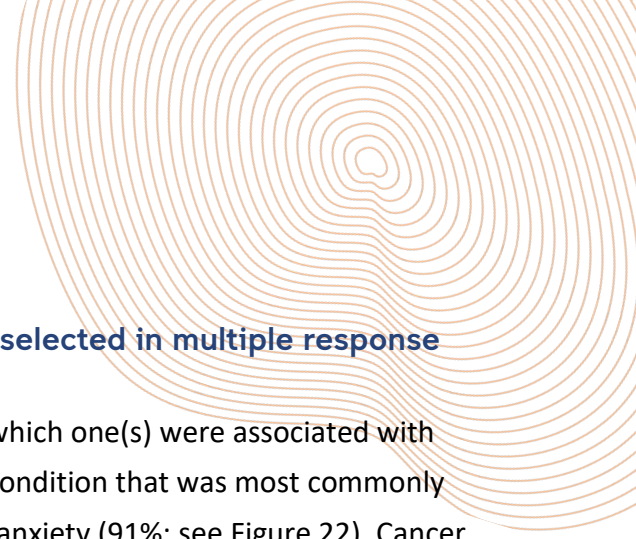 selected in multiple response
which one(s) were associated with
ondition that was most commonly
anxiety (91%; see Figure 22). Cancer